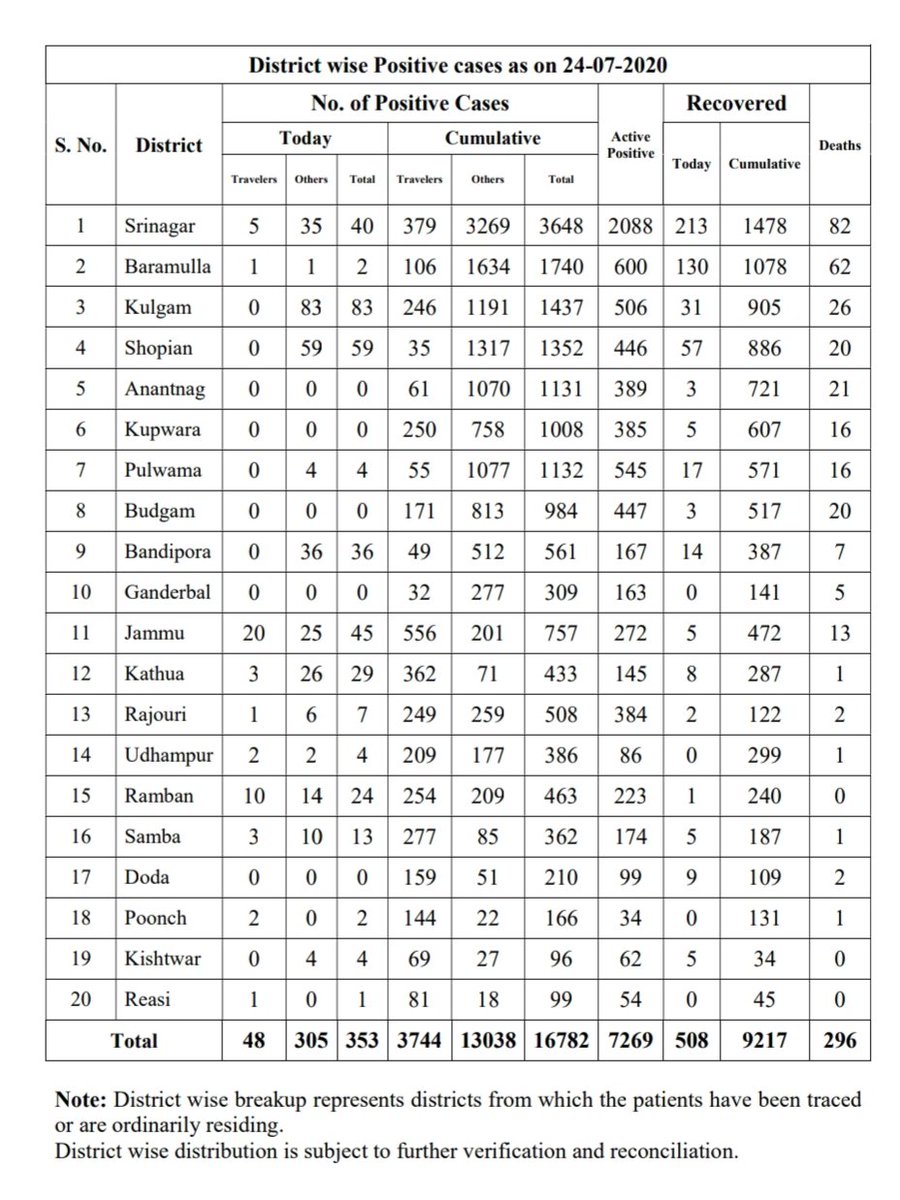 District wise Positive cases as on 24-07-2020
S. No. District No. of Positive Cases Active Positive Recovered Deaths
Today Cumulative Today Cumulative
Travelers Others Total Travelers Others Total
1 Srinagar 5 35 40 379 3269 3648 2088 213 1478 82
2 Baramulla 1 1 2 106 1634 1740 600 130 1078 62
3 Kulgam 0 83 83 246 1191 1437 506 31 905 26
4 Shopian 0 59 59 35 1317 1352 446 57 886 20
5 Anantnag 0 0 0 61 1070 1131 389 3 721 21
6 Kupwara 0 0 0 250 758 1008 385 5 607 16
7 Pulwama 0 4 4 55 1077 1132 545 17 571 16
8 Budgam 0 0 0 171 813 984 447 3 517 20
9 Bandipora 0 36 36 49 512 561 167 14 387 7
10 Ganderbal 0 0 0 32 277 309 163 0 141 5
11 Jammu 20 25 45 556 201 757 272 5 472 13
12 Kathua 3 26 29 362 71 433 145 8 287 1
13 Rajouri 1 6 7 249 259 508 384 2 122 2
14 Udhampur 2 2 4 209 177 386 86 0 299 1
15 Ramban 10 14 24 254 209 463 223 1 240 0
16 Samba 3 10 13 277 85 362 174 5 187 1
17 Doda 0 0 0 159 51 210 99 9 109 2
18 Poonch 2 0 2 144 22 166 34 0 131 1
19 Kishtwar 0 4 4 69 27 96 62 5 34 0
20 Reasi 1 0 1 81 18 99 54 0 45 0
Total 48 305 353 3744 13038 16782 7269 508 9217 296
Note: District wise breakup represents districts from which the patients have been traced
or are ordinarily residing.
District wise distribution is subject to further verification and reconciliation.